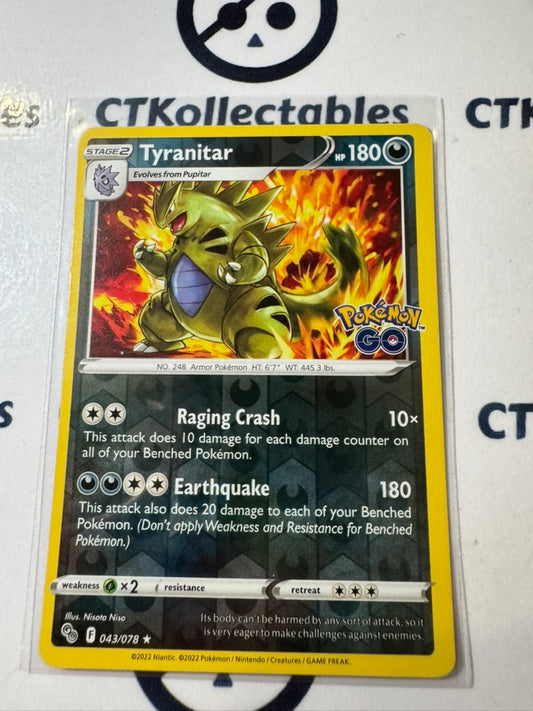 CTKollectables
es
CTK
STAGE 2
Tyranitar
HP 180
Evolves from Pupitar
Pokémon
GO
TM
NO. 248 Armor Pokémon HT: 6'7" WT: 445.3 lbs.
Raging Crash 10×
This attack does 10 damage for each damage counter on
all of your Benched Pokémon.
les
CTKo
Earthquake 180
This attack also does 20 damage to each of your Benched
Pokémon. (Don't apply Weakness and Resistance for Benched
Pokémon.)
weakness ×2 resistance retreat
Illus. Nisota Niso
F 043/078 ★
Its body can't be harmed by any sort of attack, so it
is very eager to make challenges against enemies.
©2022 Niantic. ©2022 Pokémon / Nintendo / Creatures / GAME FREAK.